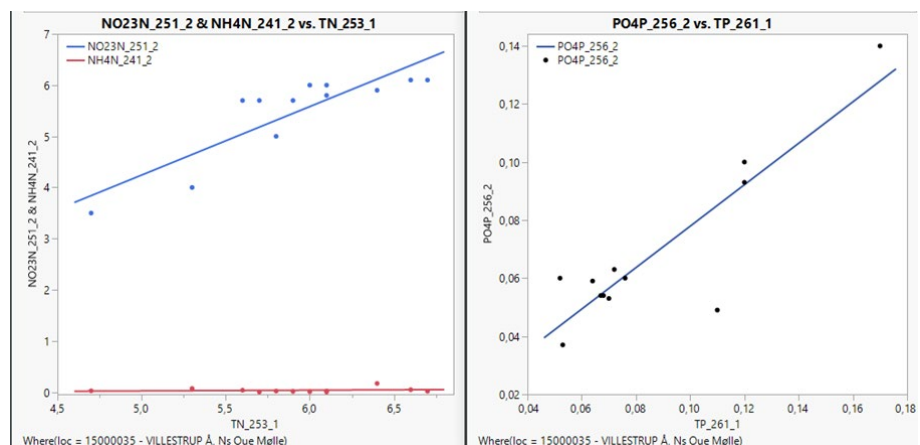 NO23N_251_2 & NH4N_241_2 vs. TN_253_1
NO23N_251_2
NH4N_241_2
NO23N_251_2 & NH4N_241_2
7
6
5
4
3
2
1
0
4,5 5,0 5,5 6,0 6,5
TN_253_1
Where(loc = 15000035 - VILLESTRUP Å, Ns Oue Mølle)
PO4P_256_2 vs. TP_261_1
PO4P_256_2
PO4P_256_2
PO4P_256_2
0,14
0,12
0,10
0,08
0,06
0,04
0,02
0,04 0,06 0,08 0,10 0,12 0,14 0,16 0,18
TP_261_1
Where(loc = 15000035 - VILLESTRUP Å, Ns Oue Mølle)